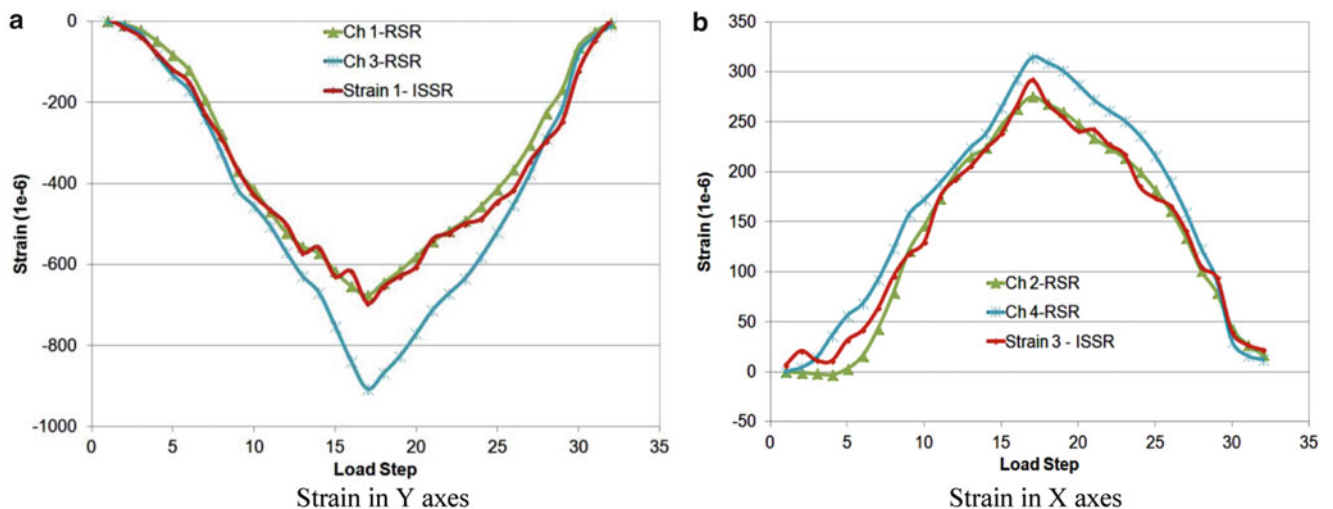 a
0
-200
-400
-600
-800
-1000
Strain (1e-6)
Ch 1-RSR
Ch 3-RSR
Strain 1- ISSR
0 5 10 15 20 25 30 35
Load Step
Strain in Y axes
b
350
300
250
200
150
100
50
0
-50
Strain (1e-6)
Ch 2-RSR
Ch 4-RSR
Strain 3 - ISSR
0 5 10 15 20 25 30 35
Load Step
Strain in X axes